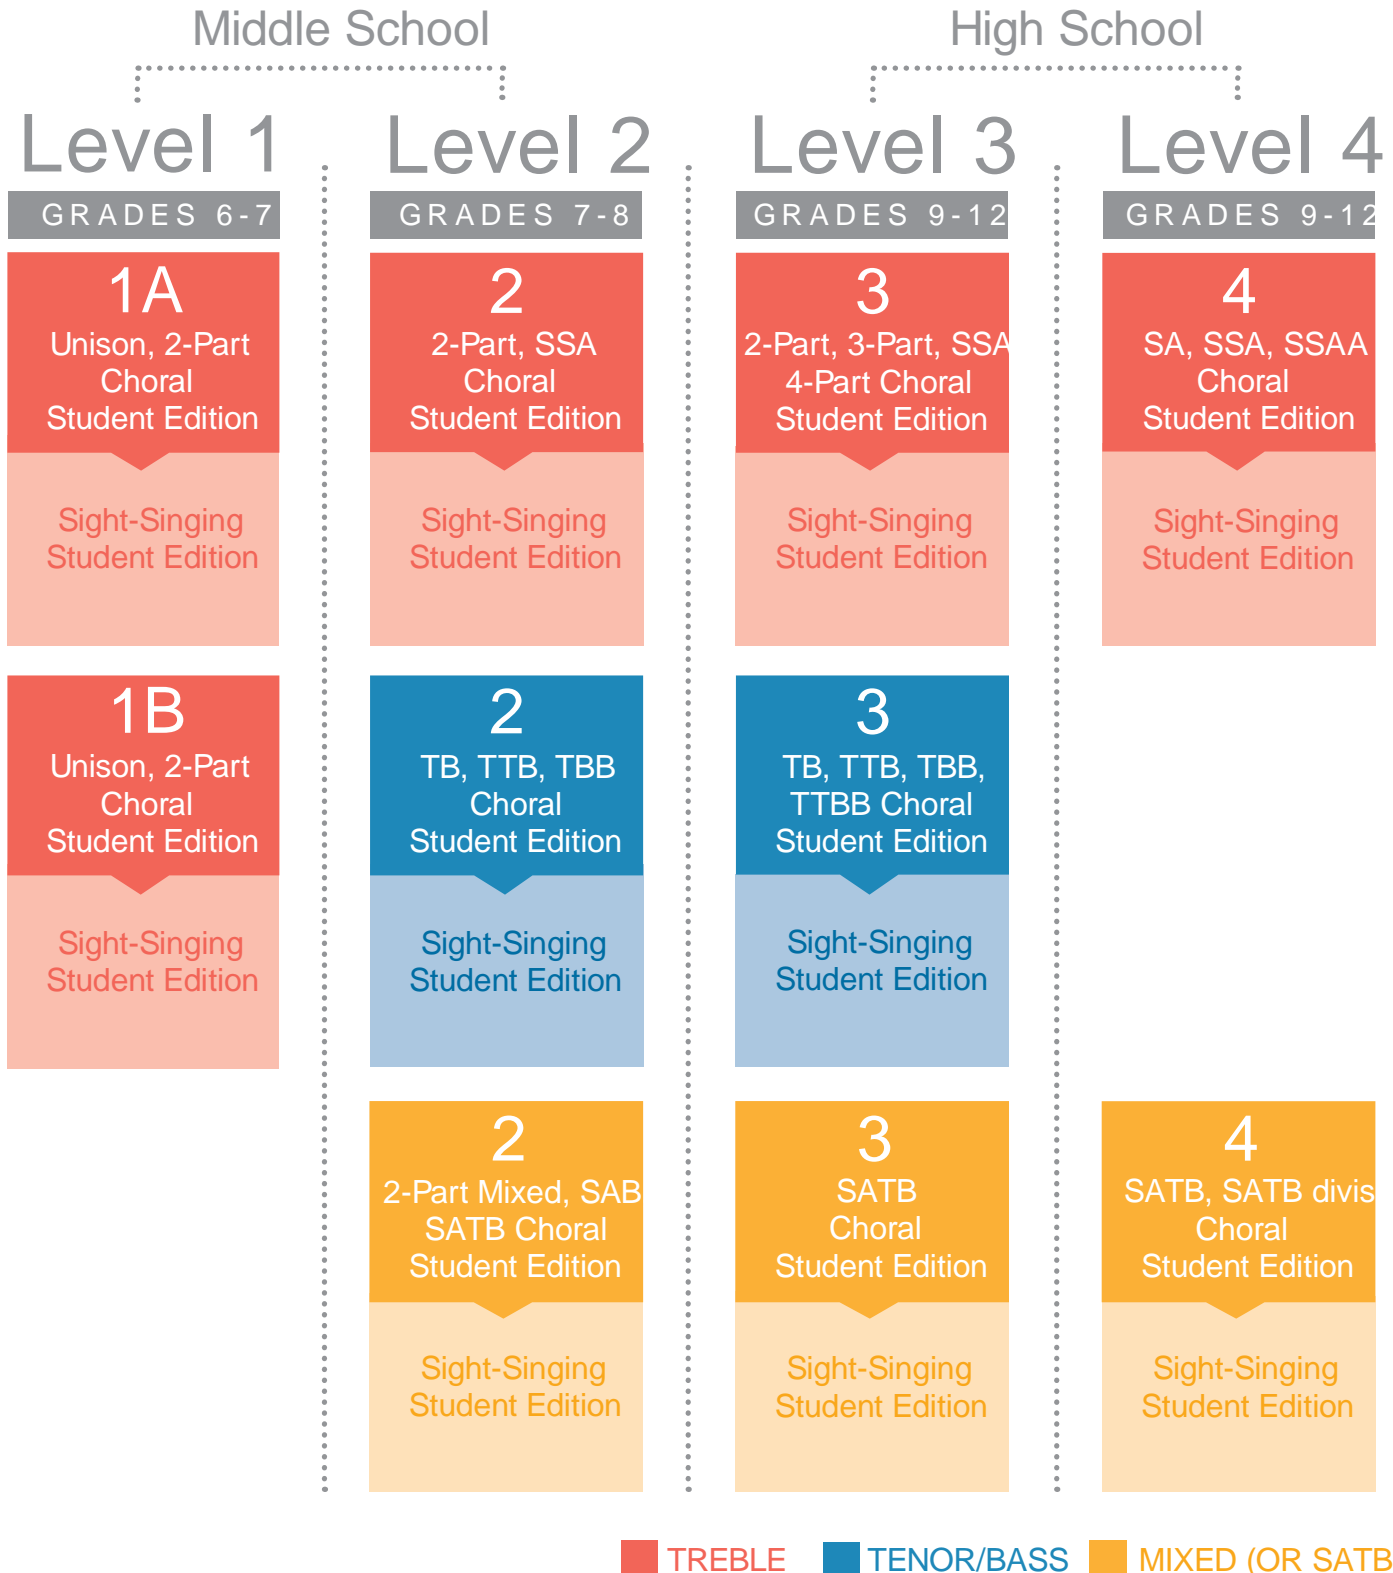 Middle School
High School
Level 1
Level 2
Level 3
Level 4
GRADES 6-7
GRADES 7-8
GRADES 9-12
GRADES 9-12
1A
Unison, 2-Part
Choral
Student Edition
Sight-Singing
Student Edition
2
2-Part, SSA
Choral
Student Edition
Sight-Singing
Student Edition
3
2-Part, 3-Part, SSA
4-Part Choral
Student Edition
Sight-Singing
Student Edition
4
SA, SSA, SSAA
Choral
Student Edition
Sight-Singing
Student Edition
1B
Unison, 2-Part
Choral
Student Edition
Sight-Singing
Student Edition
2
TB, TTB, TBB
Choral
Student Edition
Sight-Singing
Student Edition
3
TB, TTB, TBB,
TTBB Choral
Student Edition
Sight-Singing
Student Edition
2
2-Part Mixed, SAB
SATB Choral
Student Edition
Sight-Singing
Student Edition
3
SATB
Choral
Student Edition
Sight-Singing
Student Edition
4
SATB, SATB divis
Choral
Student Edition
Sight-Singing
Student Edition
TREBLE
TENOR/BASS
MIXED (OR SATB